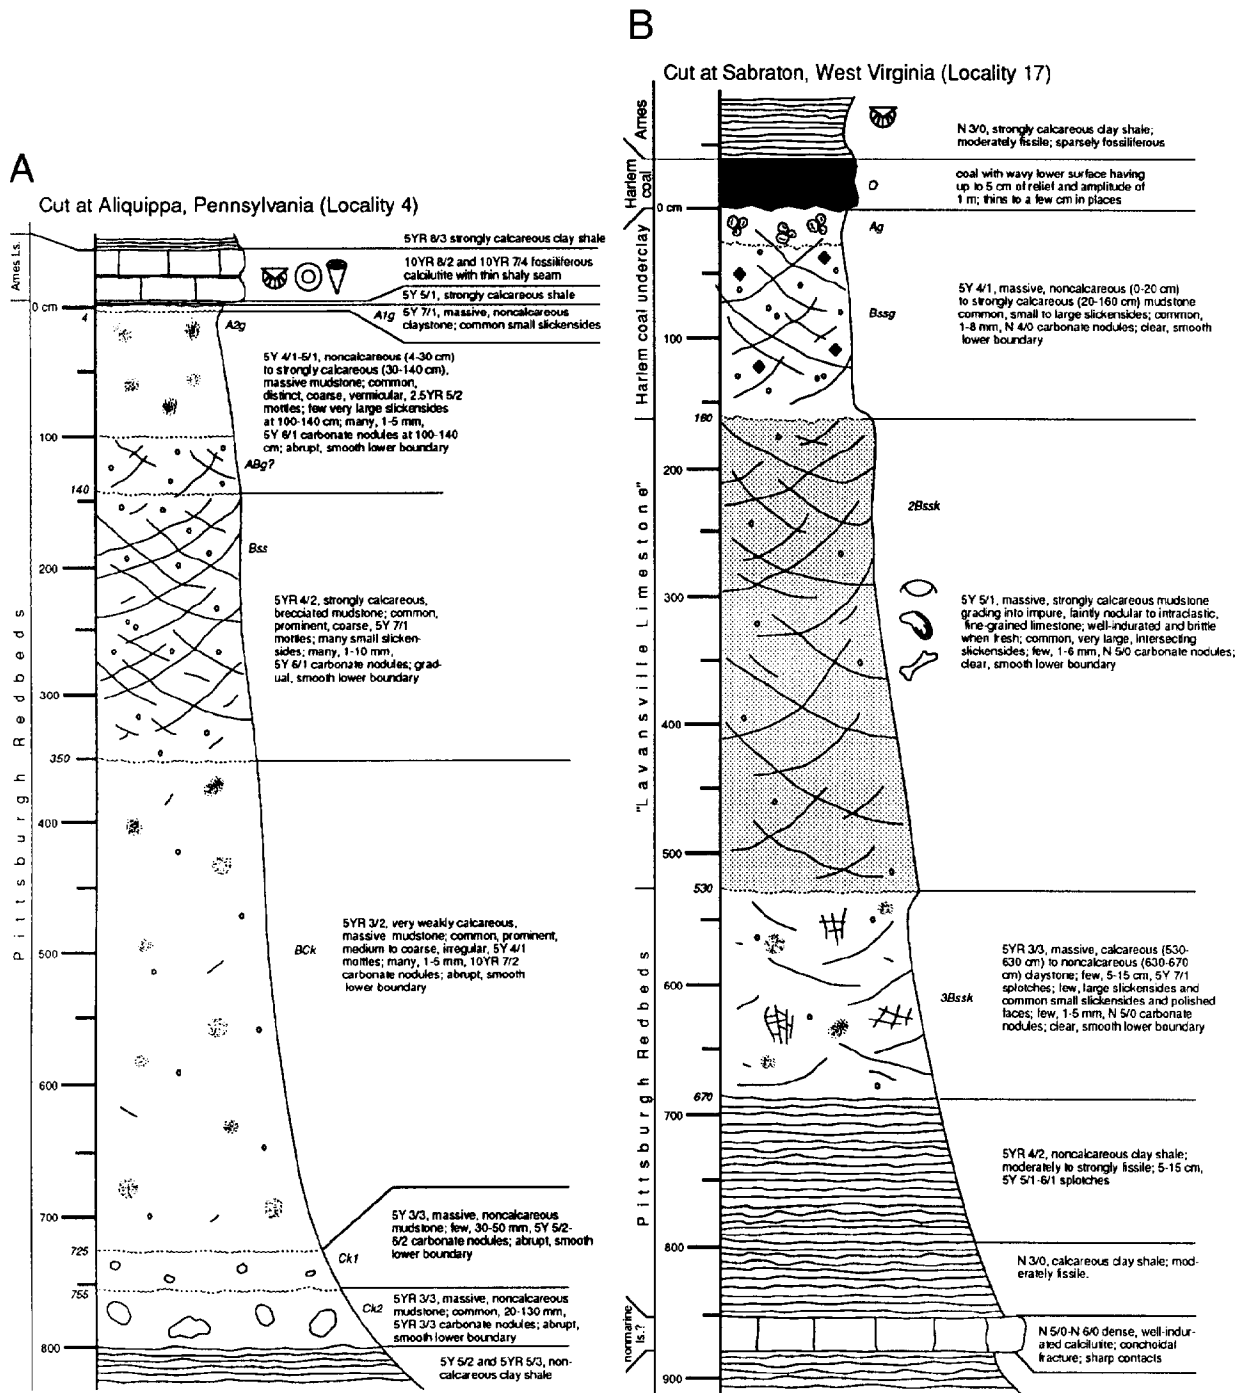 A
Cut at Aliquippa, Pennsylvania (Locality 4)
Ames Ls.
Pittsburgh Redbeds
0 cm
4
100
140
200
300
350
400
500
600
700
725
755
800
A1g
A2g
ABg?
Bss
BCk
Ck1
Ck2
5YR 8/3 strongly calcareous clay shale
10YR 8/2 and 10YR 7/4 fossiliferous
calcilutite with thin shaly seam
5Y 5/1, strongly calcareous shale
5Y 7/1, massive, noncalcareous
claystone; common small slickensides
5Y 4/1-5/1, noncalcareous (4-30 cm)
to strongly calcareous (30-140 cm),
massive mudstone; common,
distinct, coarse, vermicular, 2.5YR 5/2
mottles; few very large slickensides
at 100-140 cm; many, 1-5 mm,
5Y 6/1 carbonate nodules at 100-140
cm; abrupt, smooth lower boundary
5YR 4/2, strongly calcareous,
brecciated mudstone; common,
prominent, coarse, 5Y 7/1
mottles; many small slicken-
sides; many, 1-10 mm,
5Y 6/1 carbonate nodules; grad-
ual, smooth lower boundary
5YR 3/2, very weakly calcareous,
massive mudstone; common, prominent,
medium to coarse, irregular, 5Y 4/1
mottles; many, 1-5 mm, 10YR 7/2
carbonate nodules; abrupt, smooth
lower boundary
5Y 3/3, massive, noncalcareous
mudstone; few, 30-50 mm, 5Y 5/2-
6/2 carbonate nodules; abrupt, smooth
lower boundary
5YR 3/3, massive, noncalcareous
mudstone; common, 20-130 mm,
5YR 3/3 carbonate nodules; abrupt,
smooth lower boundary
5Y 5/2 and 5YR 5/3, non-
calcareous clay shale
B
Cut at Sabraton, West Virginia (Locality 17)
Ames
Harlem coal
Harlem coal underclay
"Lavansville Limestone"
Pittsburgh Redbeds
nonmarine ls.?
0 cm
100
160
200
300
400
500
530
600
670
700
800
900
O
Ag
Bssg
2Bssk
3Bssk
N 3/0, strongly calcareous clay shale;
moderately fissile; sparsely fossiliferous
coal with wavy lower surface having
up to 5 cm of relief and amplitude of
1 m; thins to a few cm in places
5Y 4/1, massive, noncalcareous (0-20 cm)
to strongly calcareous (20-160 cm) mudstone
common, small to large slickensides; common,
1-8 mm, N 4/0 carbonate nodules; clear, smooth
lower boundary
5Y 5/1, massive, strongly calcareous mudstone
grading into impure, faintly nodular to intraclastic,
fine-grained limestone; well-indurated and brittle
when fresh; common, very large, intersecting
slickensides; few, 1-6 mm, N 5/0 carbonate nodules;
clear, smooth lower boundary
5YR 3/3, massive, calcareous (530-
630 cm) to noncalcareous (630-670
cm) claystone; few, 5-15 cm, 5Y 7/1
splotches; few, large slickensides and
common small slickensides and polished
faces; few, 1-5 mm, N 5/0 carbonate
nodules; clear, smooth lower boundary
5YR 4/2, noncalcareous clay shale;
moderately to strongly fissile; 5-15 cm,
5Y 5/1-6/1 splotches
N 3/0, calcareous clay shale; mod-
erately fissile.
N 5/0-N 6/0 dense, well-indur-
ated calcilutite; conchoidal
fracture; sharp contacts